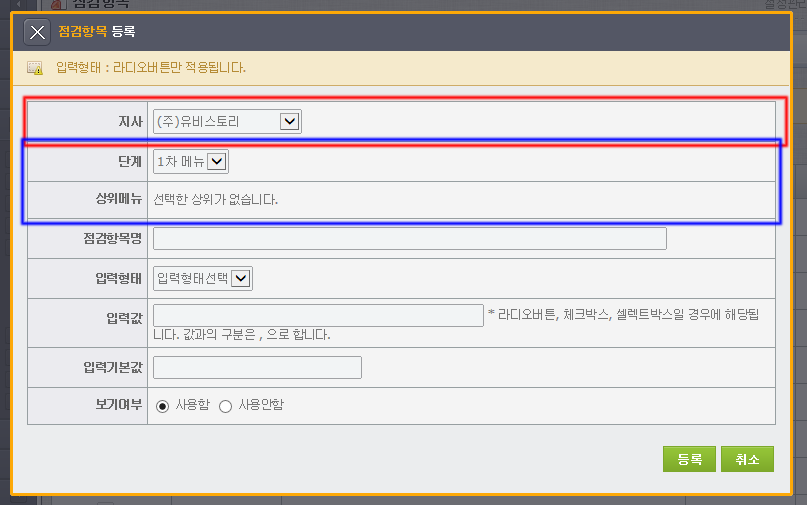 점검항목
점검항목 등록
입력형태 : 라디오버튼만 적용됩니다.
지사 (주)유비스토리
단계 1차 메뉴
상위메뉴 선택한 상위가 없습니다.
점검항목명
입력형태 입력형태선택
입력값 * 라디오버튼, 체크박스, 셀렉트박스일 경우에 해당됩
니다. 값과의 구분은 , 으로 합니다.
입력기본값
보기여부 사용함 사용안함
등록 취소